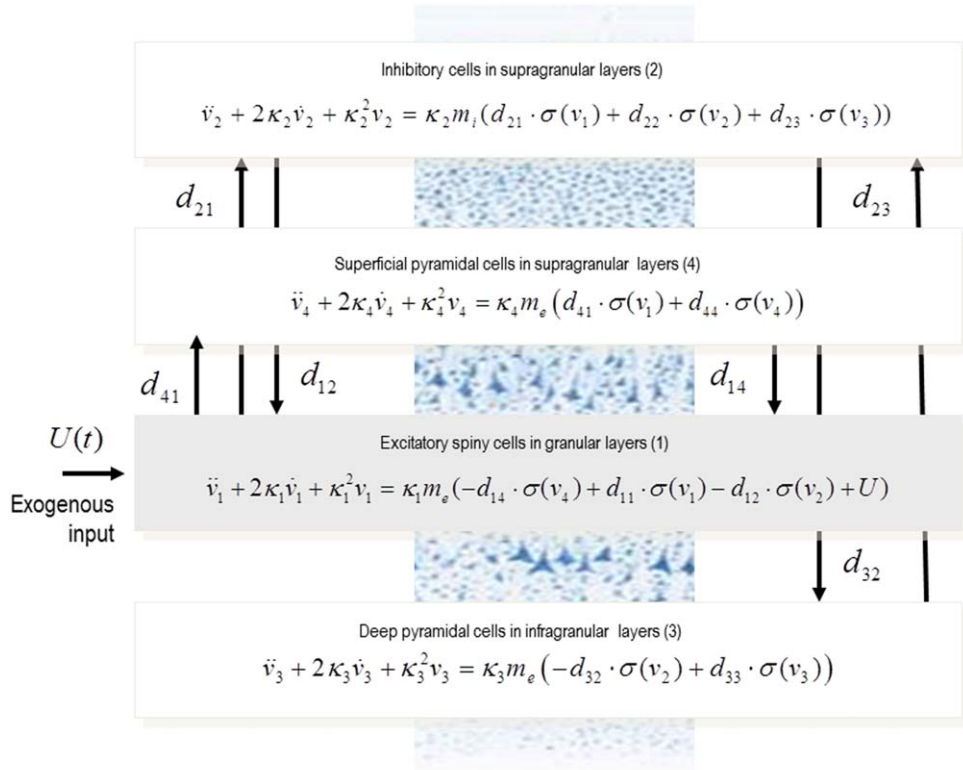 Inhibitory cells in supragranular layers (2)
v̈₂ + 2κ₂v̇₂ + κ₂²v₂ = κ₂mᵢ(d₂₁ · σ(v₁) + d₂₂ · σ(v₂) + d₂₃ · σ(v₃))
d₂₁
d₂₃
Superficial pyramidal cells in supragranular layers (4)
v̈₄ + 2κ₄v̇₄ + κ₄²v₄ = κ₄mₑ(d₄₁ · σ(v₁) + d₄₄ · σ(v₄))
d₄₁
d₁₂
d₁₄
U(t)
Exogenous
input
Excitatory spiny cells in granular layers (1)
v̈₁ + 2κ₁v̇₁ + κ₁²v₁ = κ₁mₑ(−d₁₄ · σ(v₄) + d₁₁ · σ(v₁) − d₁₂ · σ(v₂) + U)
d₃₂
Deep pyramidal cells in infragranular layers (3)
v̈₃ + 2κ₃v̇₃ + κ₃²v₃ = κ₃mₑ(−d₃₂ · σ(v₂) + d₃₃ · σ(v₃))